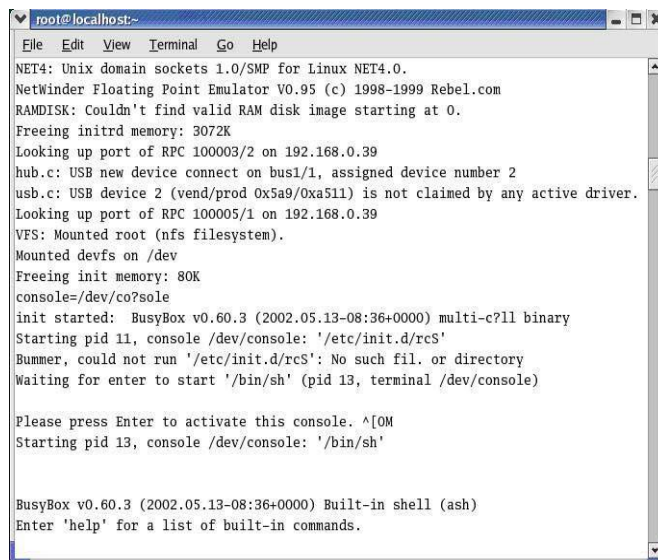 root@localhost:~
File Edit View Terminal Go Help
NET4: Unix domain sockets 1.0/SMP for Linux NET4.0.
NetWinder Floating Point Emulator V0.95 (c) 1998-1999 Rebel.com
RAMDISK: Couldn't find valid RAM disk image starting at 0.
Freeing initrd memory: 3072K
Looking up port of RPC 100003/2 on 192.168.0.39
hub.c: USB new device connect on bus1/1, assigned device number 2
usb.c: USB device 2 (vend/prod 0x5a9/0xa511) is not claimed by any active driver.
Looking up port of RPC 100005/1 on 192.168.0.39
VFS: Mounted root (nfs filesystem).
Mounted devfs on /dev
Freeing init memory: 80K
console=/dev/co?sole
init started:  BusyBox v0.60.3 (2002.05.13-08:36+0000) multi-c?ll binary
Starting pid 11, console /dev/console: '/etc/init.d/rcS'
Bummer, could not run '/etc/init.d/rcS': No such fil. or directory
Waiting for enter to start '/bin/sh' (pid 13, terminal /dev/console)
Please press Enter to activate this console. ^[OM
Starting pid 13, console /dev/console: '/bin/sh'
BusyBox v0.60.3 (2002.05.13-08:36+0000) Built-in shell (ash)
Enter 'help' for a list of built-in commands.